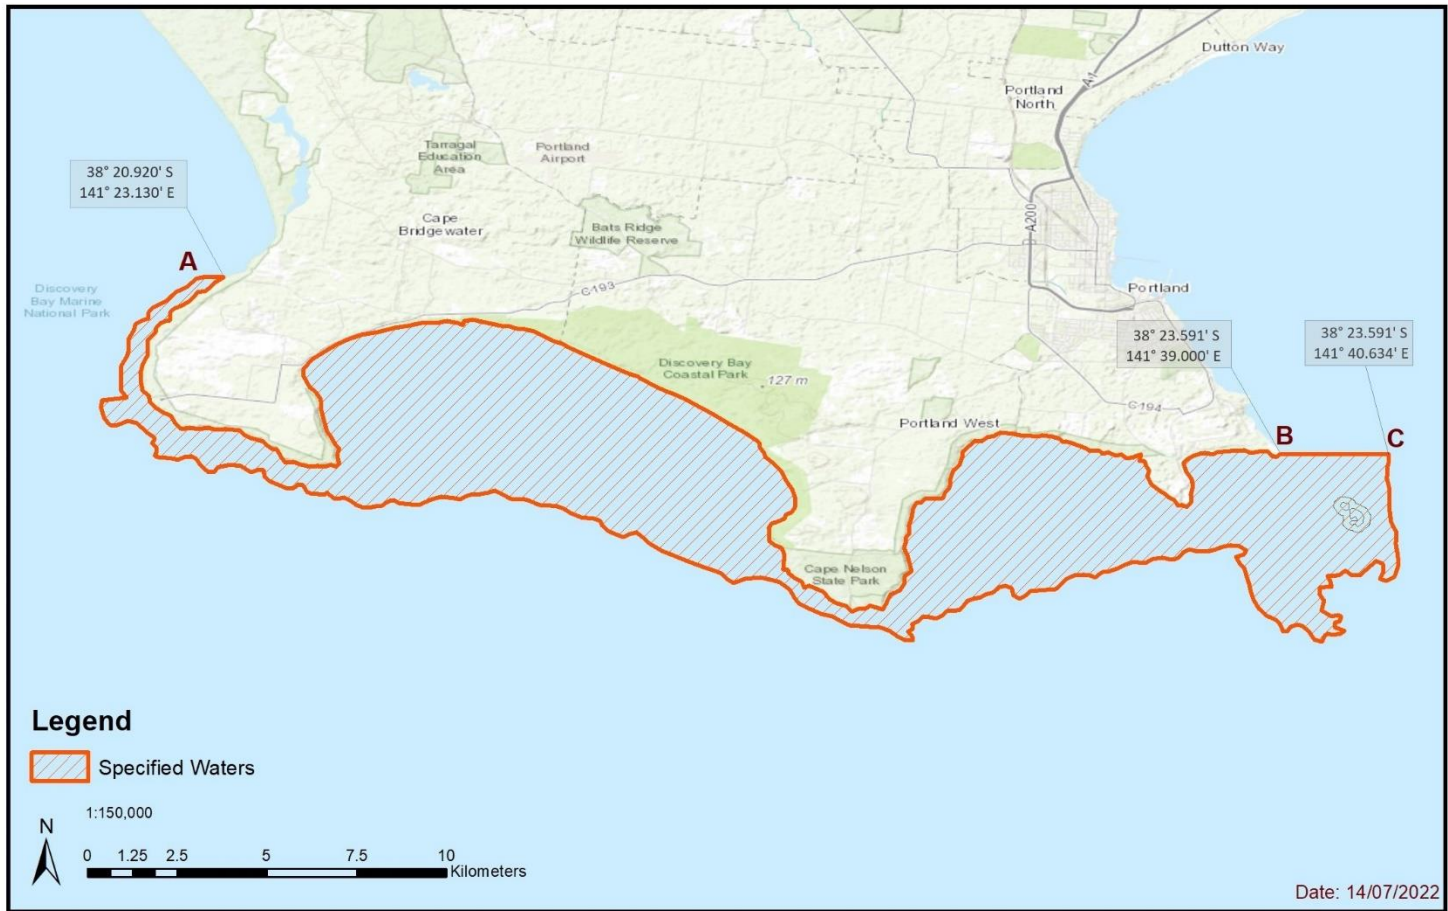 Dutton Way
A1
Portland
North
Tarragal
Education
Area
Portland
Airport
38° 20.920' S
141° 23.130' E
Cape
Bridgewater
Bats Ridge
Wildlife Reserve
A200
A
Discovery
Bay Marine
National Park
C193
Portland
38° 23.591' S
141° 39.000' E
38° 23.591' S
141° 40.634' E
Discovery Bay
Coastal Park
127 m
C194
Portland West
B
C
Cape Nelson
State Park
Legend
Specified Waters
1:150,000
N
0 1.25 2.5 5 7.5 10
Kilometers
Date: 14/07/2022